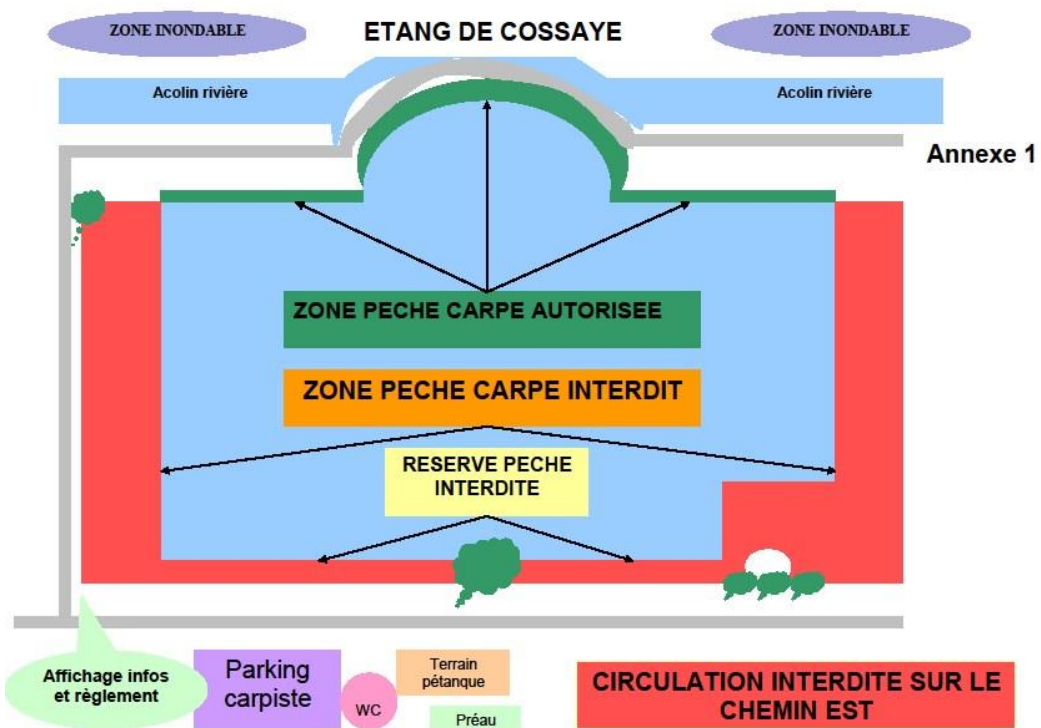 ZONE INONDABLE
ETANG DE COSSAYE
ZONE INONDABLE
Acolin rivière
Acolin rivière
Annexe 1
ZONE PECHE CARPE AUTORISEE
ZONE PECHE CARPE INTERDIT
RESERVE PECHE
INTERDITE
Affichage infos
et règlement
Parking
carpiste
WC
Terrain
pétanque
Préau
CIRCULATION INTERDITE SUR LE
CHEMIN EST